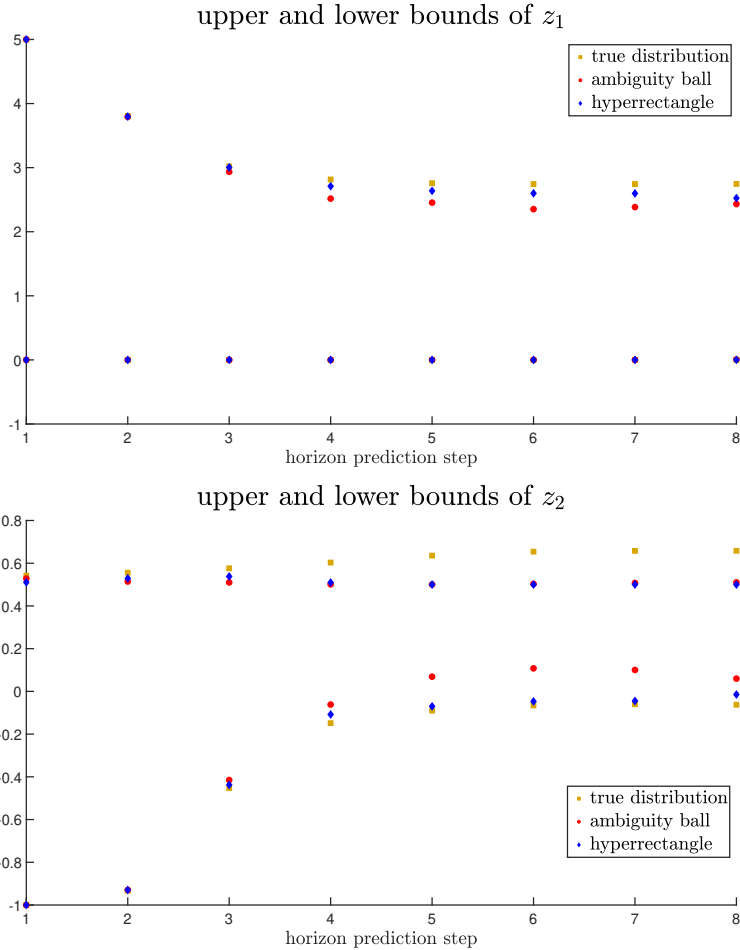 upper and lower bounds of z₁
5
4
3
2
1
0
-1
true distribution
ambiguity ball
hyperrectangle
1 2 3 4 5 6 7 8
horizon prediction step
upper and lower bounds of z₂
0.8
0.6
0.4
0.2
0
-0.2
-0.4
-0.6
-0.8
-1
true distribution
ambiguity ball
hyperrectangle
1 2 3 4 5 6 7 8
horizon prediction step